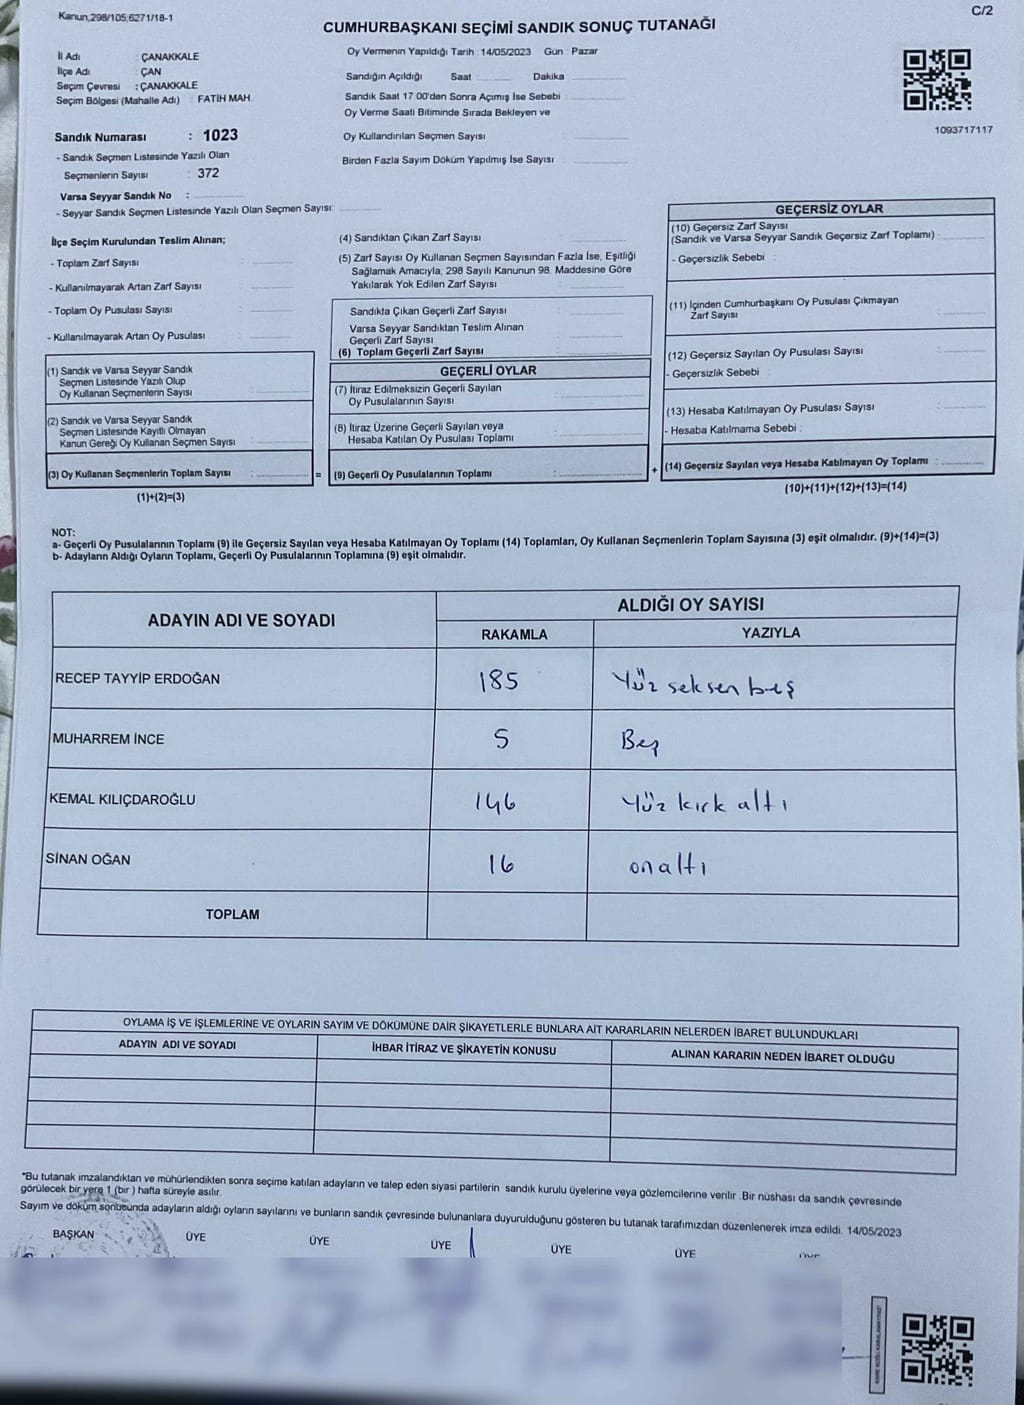 Kanun;298/105;6271/18-1
C/2
CUMHURBAŞKANI SEÇİMİ SANDIK SONUÇ TUTANAĞI
İl Adı : ÇANAKKALE
İlçe Adı : ÇAN
Seçim Çevresi : ÇANAKKALE
Seçim Bölgesi (Mahalle Adı) FATİH MAH.
Sandık Numarası : 1023
- Sandık Seçmen Listesinde Yazılı Olan
Seçmenlerin Sayısı : 372
Varsa Seyyar Sandık No :
- Seyyar Sandık Seçmen Listesinde Yazılı Olan Seçmen Sayısı:
Oy Vermenin Yapıldığı Tarih : 14/05/2023 Gün : Pazar
Sandığın Açıldığı Saat Dakika
Sandık Saat 17:00'den Sonra Açımış İse Sebebi
Oy Verme Saati Bitiminde Sırada Bekleyen ve
Oy Kullandırılan Seçmen Sayısı
Birden Fazla Sayım Döküm Yapılmış İse Sayısı
1093717117
İlçe Seçim Kurulundan Teslim Alınan;
- Toplam Zarf Sayısı
- Kullanılmayarak Artan Zarf Sayısı
- Toplam Oy Pusulası Sayısı
- Kullanılmayarak Artan Oy Pusulası
(1) Sandık ve Varsa Seyyar Sandık
Seçmen Listesinde Yazılı Olup
Oy Kullanan Seçmenlerin Sayısı
(2) Sandık ve Varsa Seyyar Sandık
Seçmen Listesinde Kayıtlı Olmayan
Kanun Gereği Oy Kullanan Seçmen Sayısı
(3) Oy Kullanan Seçmenlerin Toplam Sayısı :
(1)+(2)=(3)
(4) Sandıktan Çıkan Zarf Sayısı
(5) Zarf Sayısı Oy Kullanan Seçmen Sayısından Fazla İse, Eşitliği
Sağlamak Amacıyla, 298 Sayılı Kanunun 98. Maddesine Göre
Yakılarak Yok Edilen Zarf Sayısı
Sandıkta Çıkan Geçerli Zarf Sayısı
Varsa Seyyar Sandıktan Teslim Alınan
Geçerli Zarf Sayısı
(6) Toplam Geçerli Zarf Sayısı
GEÇERLİ OYLAR
(7) İtiraz Edilmeksizin Geçerli Sayılan
Oy Pusulalarının Sayısı
(8) İtiraz Üzerine Geçerli Sayılan veya
Hesaba Katılan Oy Pusulası Toplamı
= (9) Geçerli Oy Pusulalarının Toplamı :
GEÇERSİZ OYLAR
(10) Geçersiz Zarf Sayısı
(Sandık ve Varsa Seyyar Sandık Geçersiz Zarf Toplamı) :
- Geçersizlik Sebebi :
(11) İçinden Cumhurbaşkanı Oy Pusulası Çıkmayan
Zarf Sayısı
(12) Geçersiz Sayılan Oy Pusulası Sayısı
- Geçersizlik Sebebi :
(13) Hesaba Katılmayan Oy Pusulası Sayısı
- Hesaba Katılmama Sebebi :
+ (14) Geçersiz Sayılan veya Hesaba Katılmayan Oy Toplamı :
(10)+(11)+(12)+(13)=(14)
NOT:
a- Geçerli Oy Pusulalarının Toplamı (9) ile Geçersiz Sayılan veya Hesaba Katılmayan Oy Toplamı (14) Toplamları, Oy Kullanan Seçmenlerin Toplam Sayısına (3) eşit olmalıdır. (9)+(14)=(3)
b- Adayların Aldığı Oyların Toplamı, Geçerli Oy Pusulalarının Toplamına (9) eşit olmalıdır.
ADAYIN ADI VE SOYADI
ALDIĞI OY SAYISI
RAKAMLA YAZIYLA
RECEP TAYYİP ERDOĞAN 185 Yüz seksen beş
MUHARREM İNCE 5 Beş
KEMAL KILIÇDAROĞLU 146 Yüz kırk altı
SİNAN OĞAN 16 on altı
TOPLAM
OYLAMA İŞ VE İŞLEMLERİNE VE OYLARIN SAYIM VE DÖKÜMÜNE DAİR ŞİKAYETLERLE BUNLARA AİT KARARLARIN NELERDEN İBARET BULUNDUKLARI
ADAYIN ADI VE SOYADI İHBAR İTİRAZ VE ŞİKAYETİN KONUSU ALINAN KARARIN NEDEN İBARET OLDUĞU
*Bu tutanak imzalandıktan ve mühürlendikten sonra seçime katılan adayların ve talep eden siyasi partilerin sandık kurulu üyelerine veya gözlemcilerine verilir. Bir nüshası da sandık çevresinde
görülecek bir yere 1 (bir) hafta süreyle asılır.
Sayım ve döküm sonucunda adayların aldığı oyların sayılarını ve bunların sandık çevresinde bulunanlara duyurulduğunu gösteren bu tutanak tarafımızdan düzenlenerek imza edildi. 14/05/2023
BAŞKAN ÜYE ÜYE ÜYE ÜYE ÜYE ÜYE